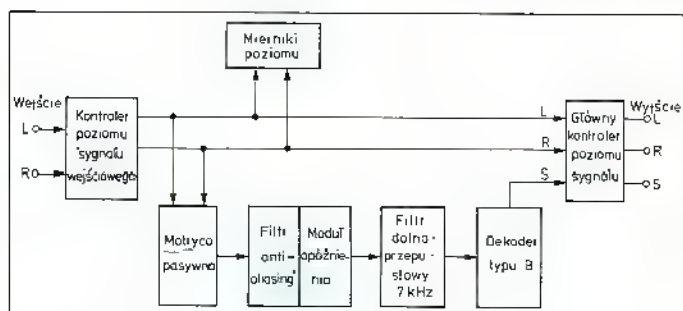 Mierniki
poziomu
Wejście
L
R
Kontroler
poziomu
sygnału
wejściowego
L
R
S
Główny
kontroler
poziomu
sygnału
Wyjście
L
R
S
Matryca
pasywna
Filtr
anti-
aliasing
Moduł
opóźnie-
nia
Filtr
dolno-
przepu-
stowy
7 kHz
Dekoder
typu B